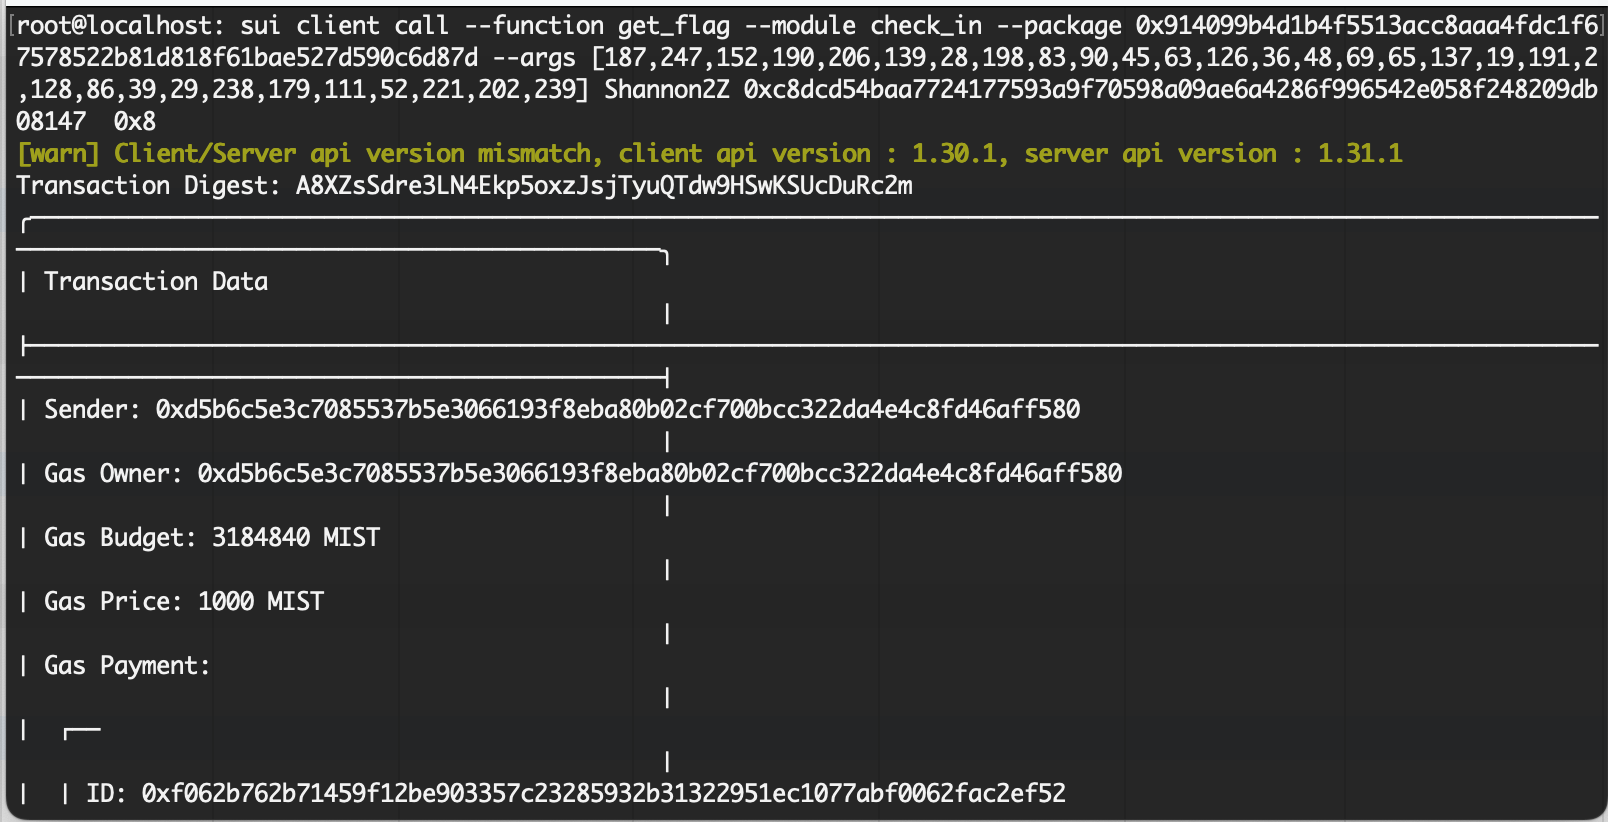 [root@localhost: sui client call --function get_flag --module check_in --package 0x914099b4d1b4f5513acc8aaa4fdc1f6]
7578522b81d818f61bae527d590c6d87d --args [187,247,152,190,206,139,28,198,83,90,45,63,126,36,48,69,65,137,19,191,2
,128,86,39,29,238,179,111,52,221,202,239] Shannon2Z 0xc8dcd54baa7724177593a9f70598a09ae6a4286f996542e058f248209db
08147  0x8
[warn] Client/Server api version mismatch, client api version : 1.30.1, server api version : 1.31.1
Transaction Digest: A8XZsSdre3LN4Ekp5oxzJsjTyuQTdw9HSwKSUcDuRc2m
Transaction Data
Sender: 0xd5b6c5e3c7085537b5e3066193f8eba80b02cf700bcc322da4e4c8fd46aff580
Gas Owner: 0xd5b6c5e3c7085537b5e3066193f8eba80b02cf700bcc322da4e4c8fd46aff580
Gas Budget: 3184840 MIST
Gas Price: 1000 MIST
Gas Payment:
ID: 0xf062b762b71459f12be903357c23285932b31322951ec1077abf0062fac2ef52